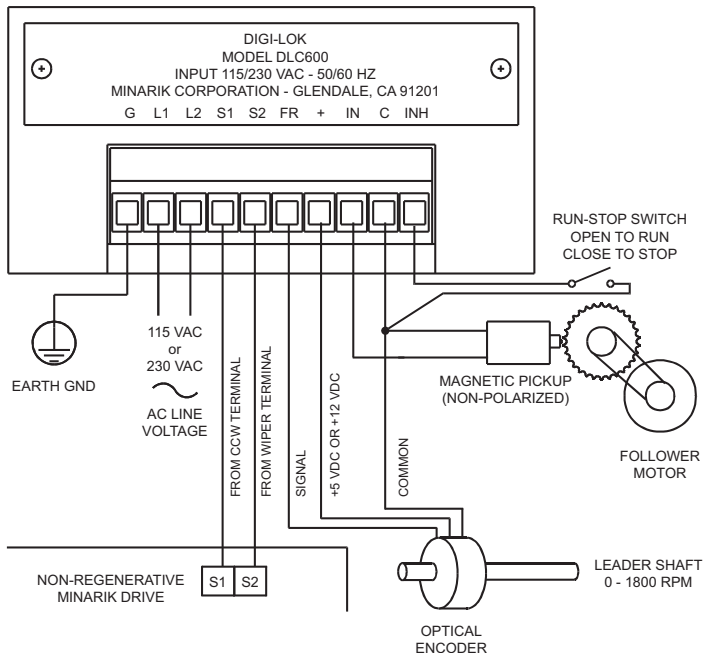 DIGI-LOK
MODEL DLC600
INPUT 115/230 VAC - 50/60 HZ
MINARIK CORPORATION - GLENDALE, CA 91201
G L1 L2 S1 S2 FR + IN C INH
RUN-STOP SWITCH
OPEN TO RUN
CLOSE TO STOP
EARTH GND
115 VAC
or
230 VAC
AC LINE
VOLTAGE
FROM CCW TERMINAL
FROM WIPER TERMINAL
SIGNAL
+5 VDC OR +12 VDC
COMMON
MAGNETIC PICKUP
(NON-POLARIZED)
FOLLOWER
MOTOR
NON-REGENERATIVE
MINARIK DRIVE
S1 S2
LEADER SHAFT
0 - 1800 RPM
OPTICAL
ENCODER